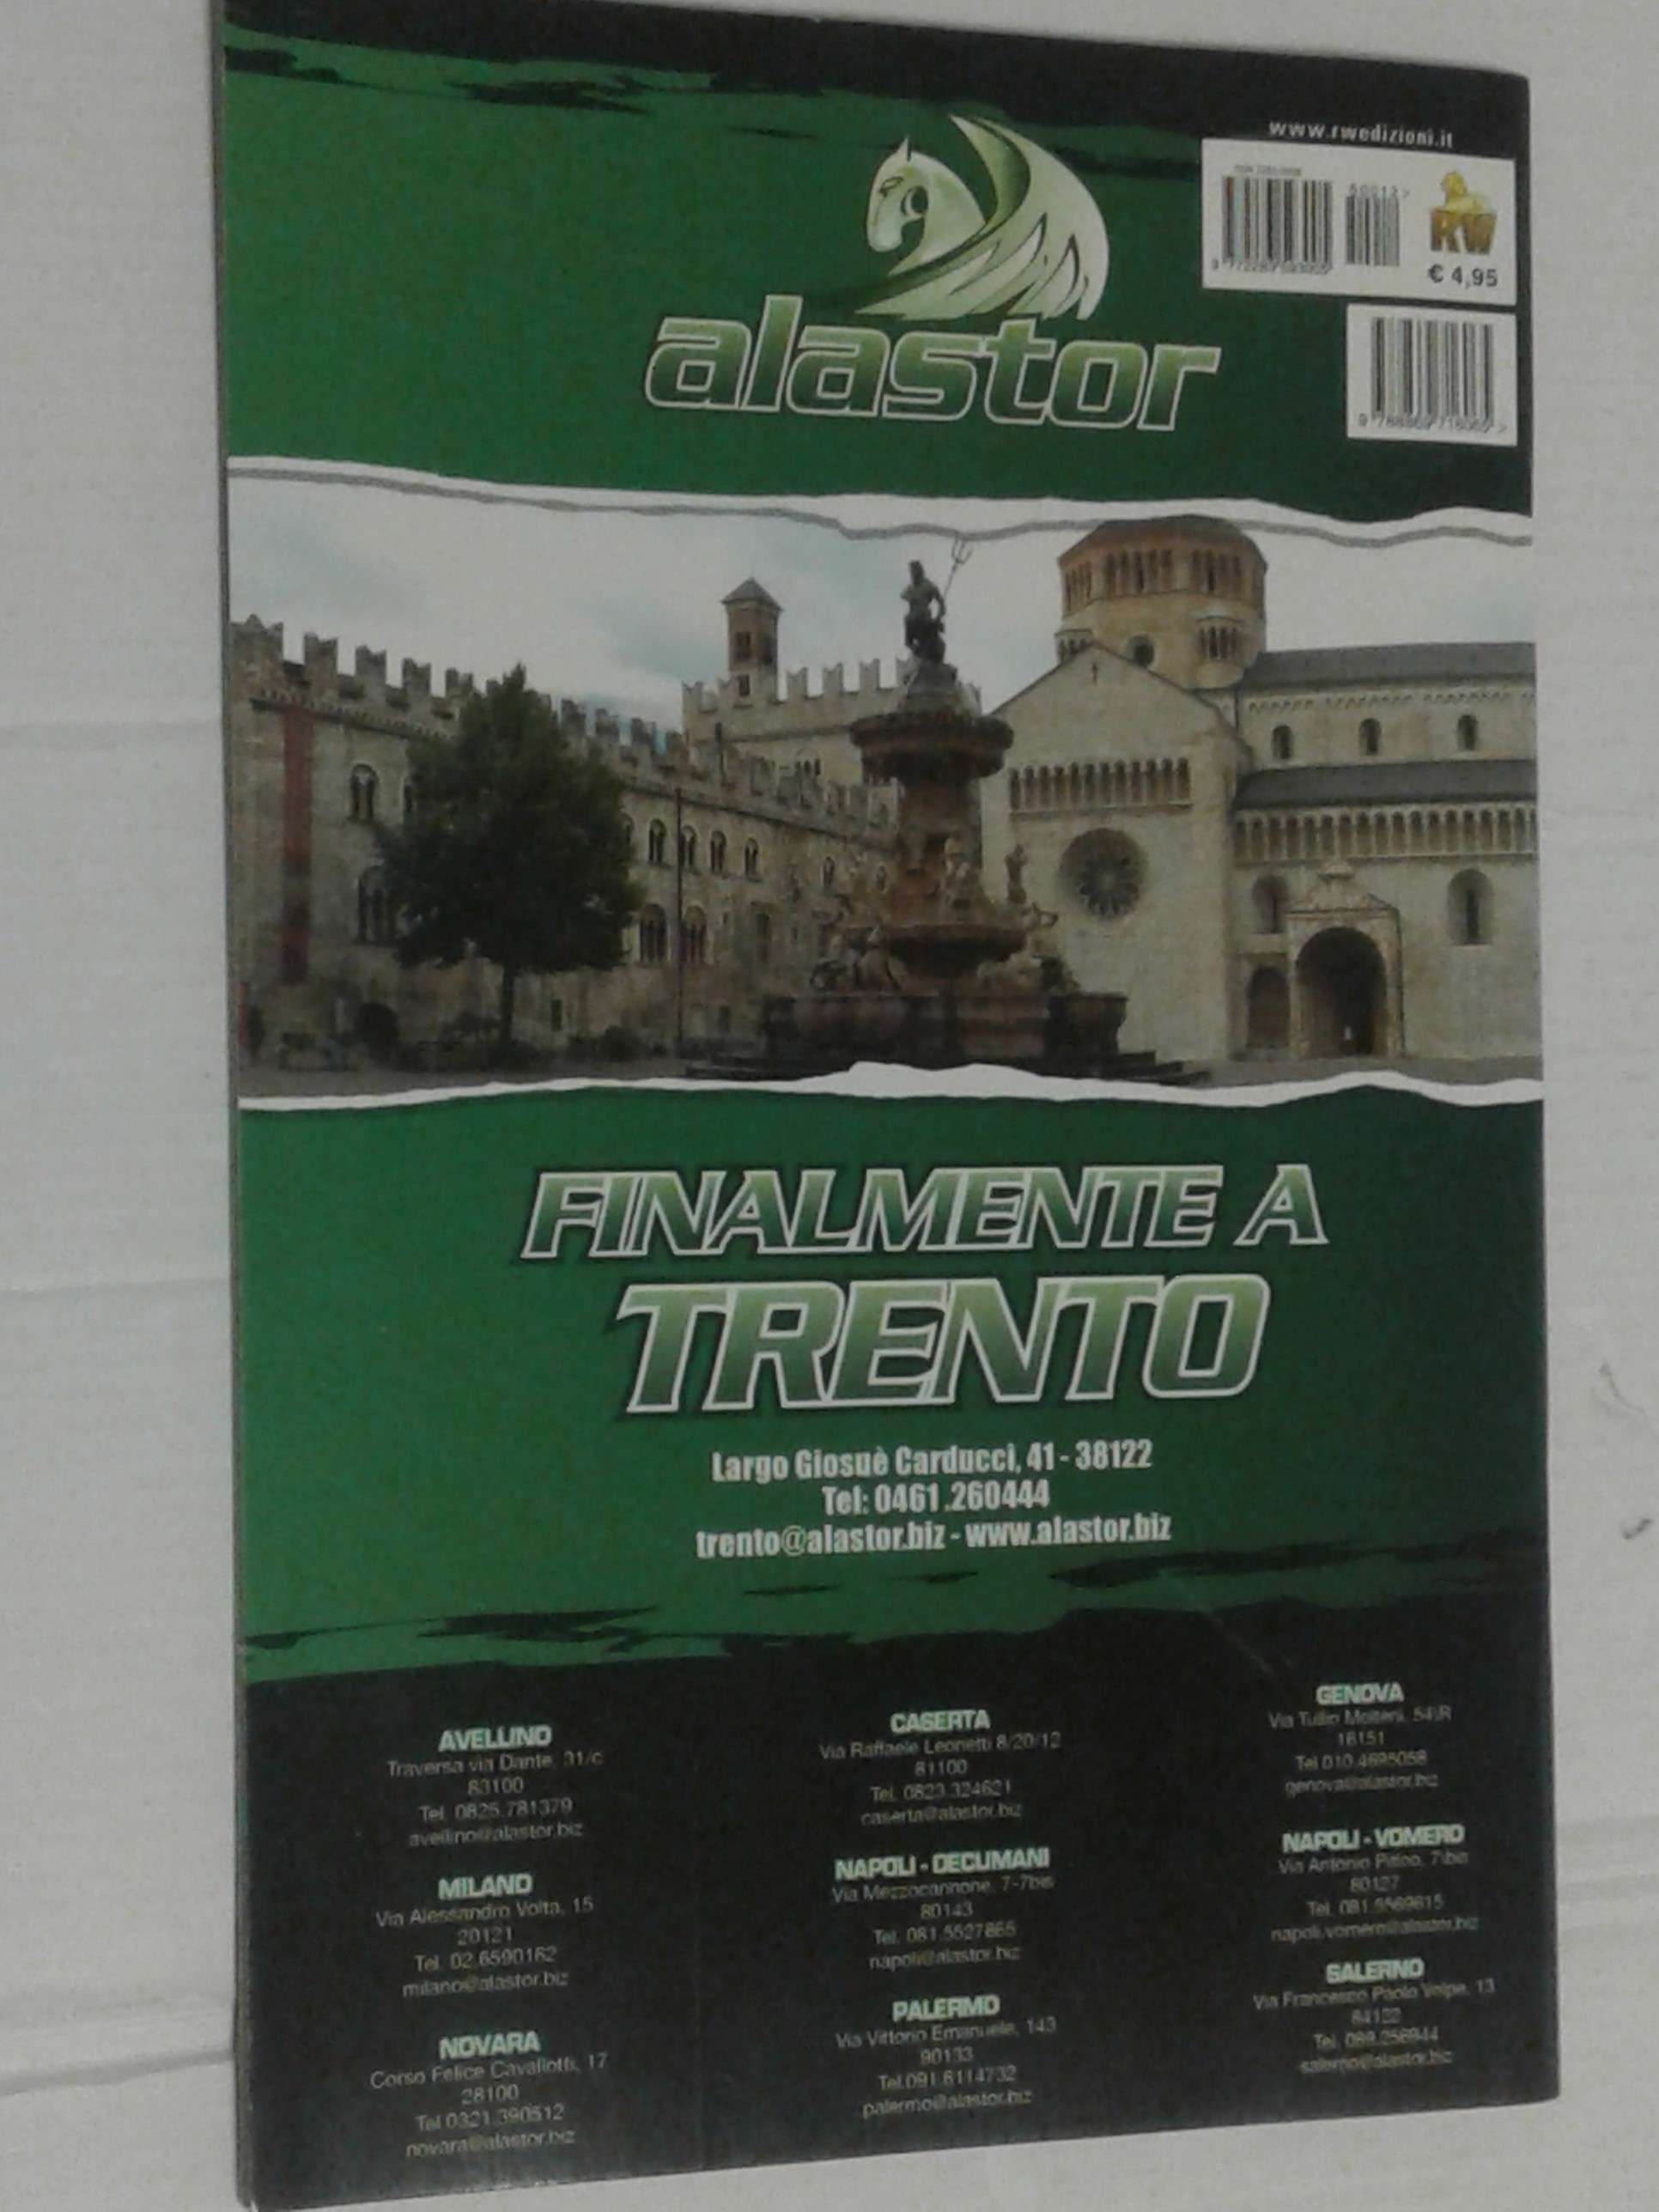 www.rwedizioni.it
50012>
RW
€ 4,95
alastor
FINALMENTE A
TRENTO
Largo Giosuè Carducci, 41 - 38122
Tel: 0461.260444
trento@alastor.biz - www.alastor.biz
AVELLINO
Traversa via Dante, 31/c
83100
Tel. 0825.781379
avellino@alastor.biz
MILANO
Via Alessandro Volta, 15
20121
Tel. 02.6590162
milano@alastor.biz
NOVARA
Corso Felice Cavallotti, 17
28100
Tel 0321.390512
novara@alastor.biz
CASERTA
Via Raffaele Leonetti 8/20/12
81100
Tel. 0823.324621
caserta@alastor.biz
NAPOLI - DECUMANI
Via Mezzocannone, 7-7bis
80143
Tel. 081.5527865
napoli@alastor.biz
PALERMO
Via Vittorio Emanuele, 143
90133
Tel.091.6114732
palermo@alastor.biz
GENOVA
Via Tullio Molteni, 54\R
16151
Tel 010.4695058
genova@alastor.biz
NAPOLI - VOMERO
Via Antonio 7\bis
80127
Tel.
napoli.vomero@alastor.biz
SALERNO
Via Francesco Paolo Volpe, 13
84122
Tel. 089.256944
salerno@alastor.biz